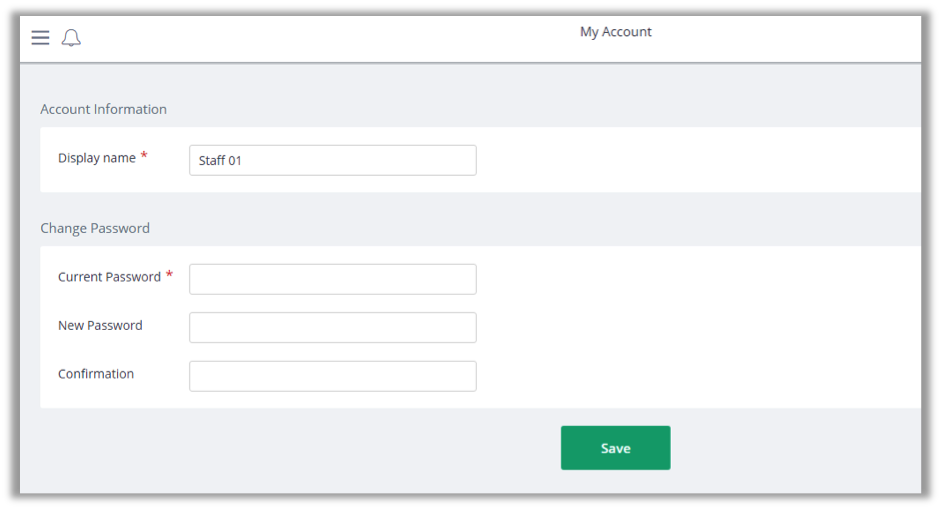 My Account
Account Information
Display name *
Staff 01
Change Password
Current Password *
New Password
Confirmation
Save